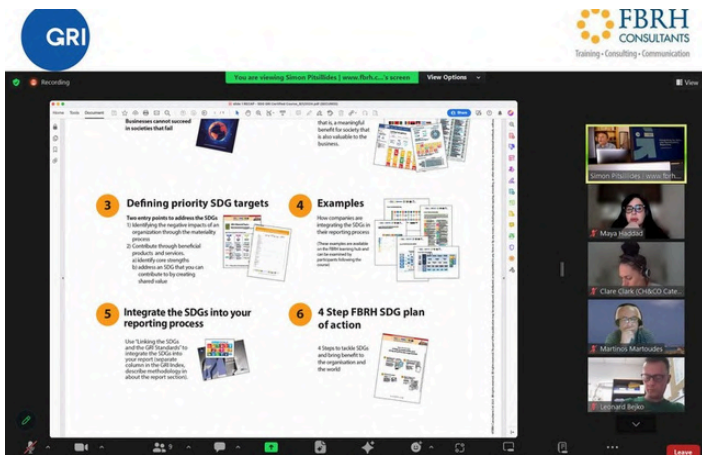 GRI
FBRH
CONSULTANTS
Training - Consulting - Communication
Recording
You are viewing Simon Pitsillides | www.fbrh.c...'s screen
View Options
View
Home Tools Document
Share
Businesses cannot succeed
in societies that fail
that is, a meaningful
benefit for society that
is also valuable to the
business.
3
Defining priority SDG targets
Two entry points to address the SDGs
1) Identifying the negative impacts of an
organization through the materiality
process
2) Contribute through beneficial
products and services.
a) identify core strengths
b) address an SDG that you can
contribute to by creating
shared value
4
Examples
How companies are
integrating the SDGs in
their reporting process
(These examples are available
on the FBRH learning hub and
can be examined by
participants following the
course)
5
Integrate the SDGs into your
reporting process
Use 'Linking the SDGs
and the GRI Standards' to
integrate the SDGs into
your report (separate
column in the GRI Index,
describe methodology in
about the report section).
6
4 Step FBRH SDG plan
of action
4 Steps to tackle SDGs
and bring benefit to
the organisation and
the world
Simon Pitsillides | www.fbrh...
Maya Haddad
Clare Clark (CH&CO Cate...
Martinos Martoudes
Leonard Bejko
9
Leave